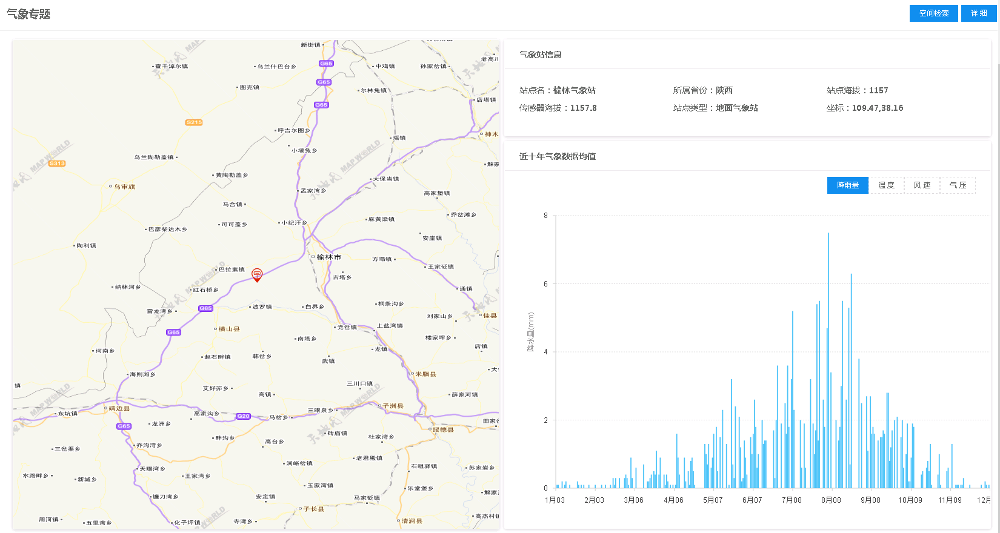 气象专题
空间检索
详 细
新街镇
G65
查干淖尔镇
乌兰什巴台乡
中鸡镇
孙家岔镇
老高川
G65
图克镇
尔林兔镇
店塔镇
G65
S215
呼吉尔图乡
神木
瑶镇
MAP WORLD
小壕兔乡
乌兰陶勒盖镇
S313
解家
黄陶勒盖乡
大保当镇
乌审旗
孟家湾乡
高家堡镇
马合镇
乔岔滩乡
麻黄梁镇
小纪汗乡
可可盖乡
巴彦柴达木乡
安崖镇
陶利镇
榆林市
方塌镇
王家砭镇
巴拉素镇
古塔乡
纳林河乡
红石桥乡
通镇
G65
波罗镇
白界乡
桐条沟乡
雷龙湾乡
刘家山乡
佳县
横山县
党岔镇
上盐湾镇
G65
南塔乡
楼家坪乡
河南乡
店镇
龙镇
赵石畔镇
韩岔乡
武镇
海则滩乡
米脂县
镇
三川口镇
艾好峁乡
高镇
薛家河镇
靖边县
子洲县
三眼泉乡
东坑镇
高家沟乡
G20
马岔乡
田家岔
G65
龙洲乡
绥德县
砖庙镇
杜家湾乡
畔沟乡
高台乡
乔沟湾乡
三岔渠乡
老君殿镇
涧峪岔镇
石咀驿镇
苏家岩乡
天赐湾乡
水路畔乡
新城乡
王家湾乡
玉家湾镇
乐堂堡乡
解家
镰刀湾乡
安定镇
马家砭镇
子长县
周河镇
五里湾乡
化子坪镇
寺湾乡
清涧县
高杰村镇
气象站信息
站点名：榆林气象站
所属省份：陕西
站点海拔：1157
传感器海拔：1157.8
站点类型：地面气象站
坐标：109.47,38.16
近十年气象数据均值
降雨量
温 度
风 速
气 压
降水量(mm)
8
6
4
2
0
1月03
2月03
3月06
4月06
5月07
6月07
7月08
8月08
9月08
10月09
11月09
12月